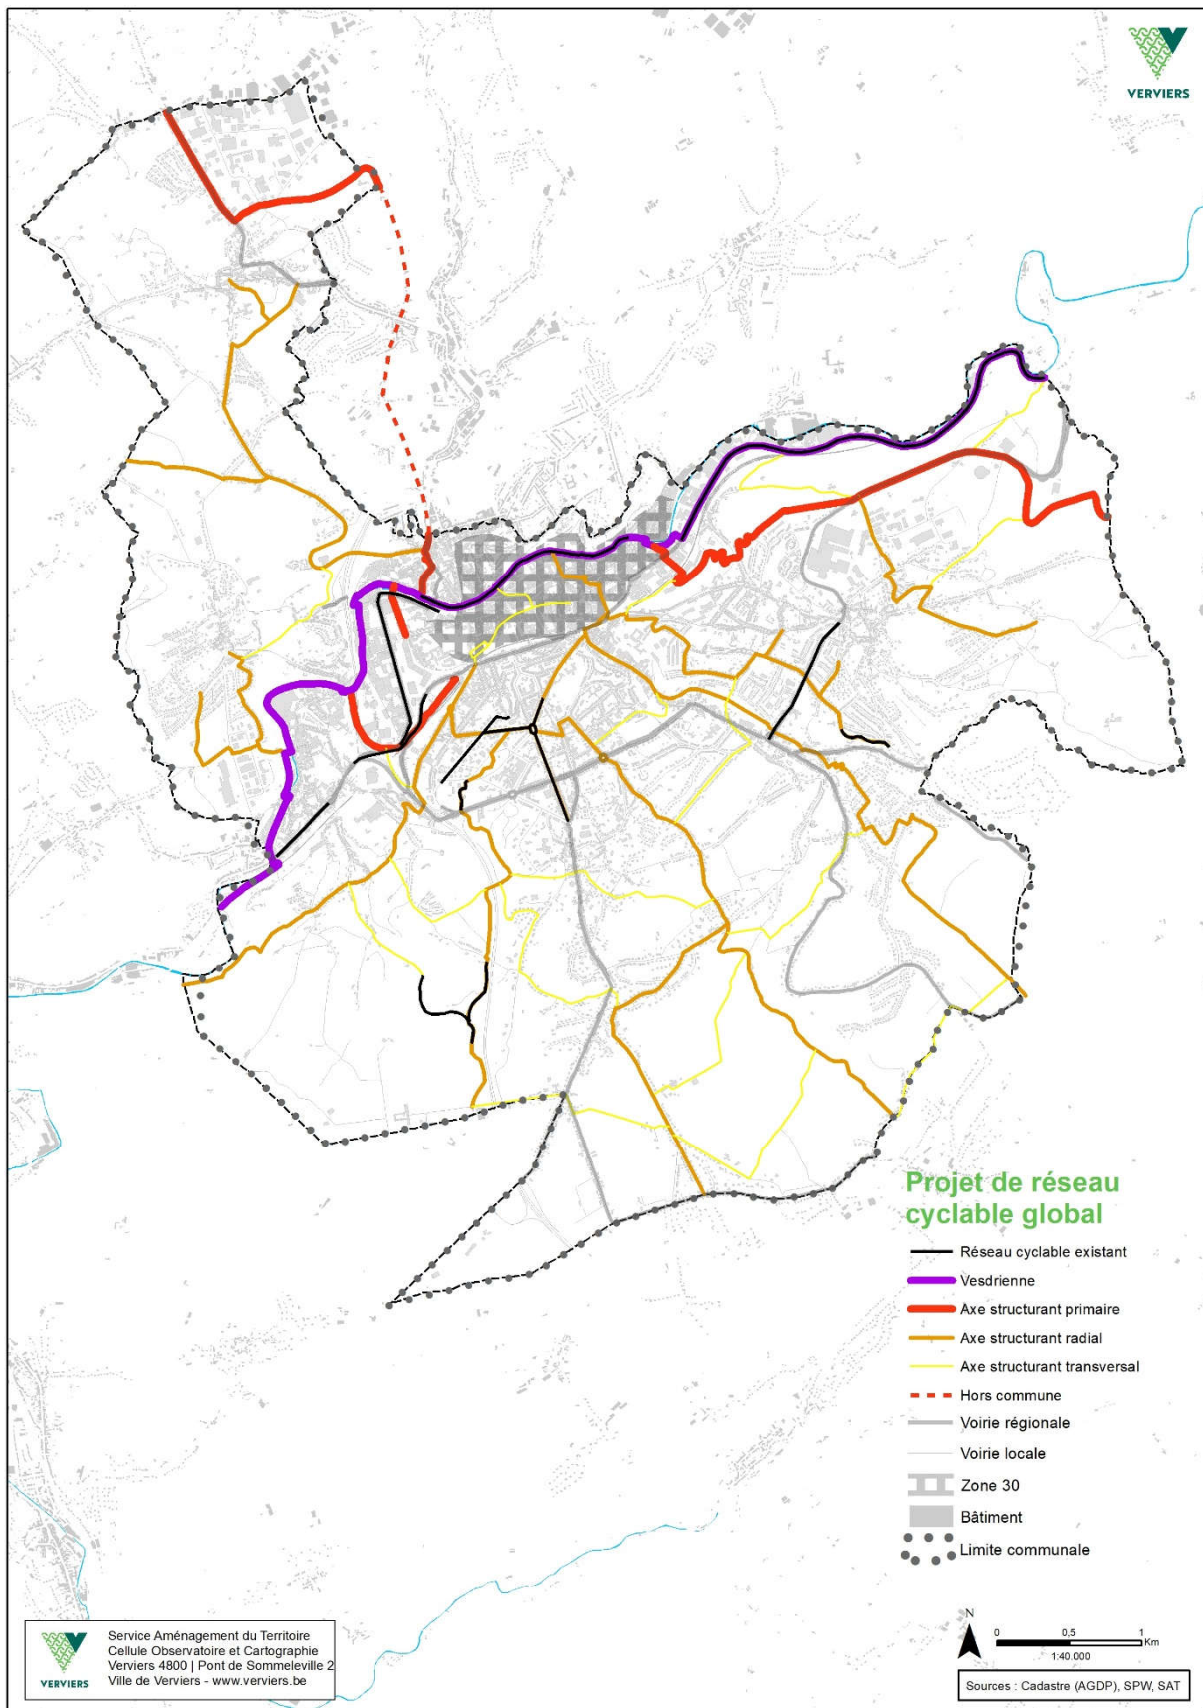 VERVIERS
Projet de réseau
cyclable global
Réseau cyclable existant
Vesdrienne
Axe structurant primaire
Axe structurant radial
Axe structurant transversal
Hors commune
Voirie régionale
Voirie locale
Zone 30
Bâtiment
Limite communale
N
0 0,5 1
Km
1:40.000
Sources : Cadastre (AGDP), SPW, SAT
VERVIERS
Service Aménagement du Territoire
Cellule Observatoire et Cartographie
Verviers 4800 | Pont de Sommeleville 2
Ville de Verviers - www.verviers.be